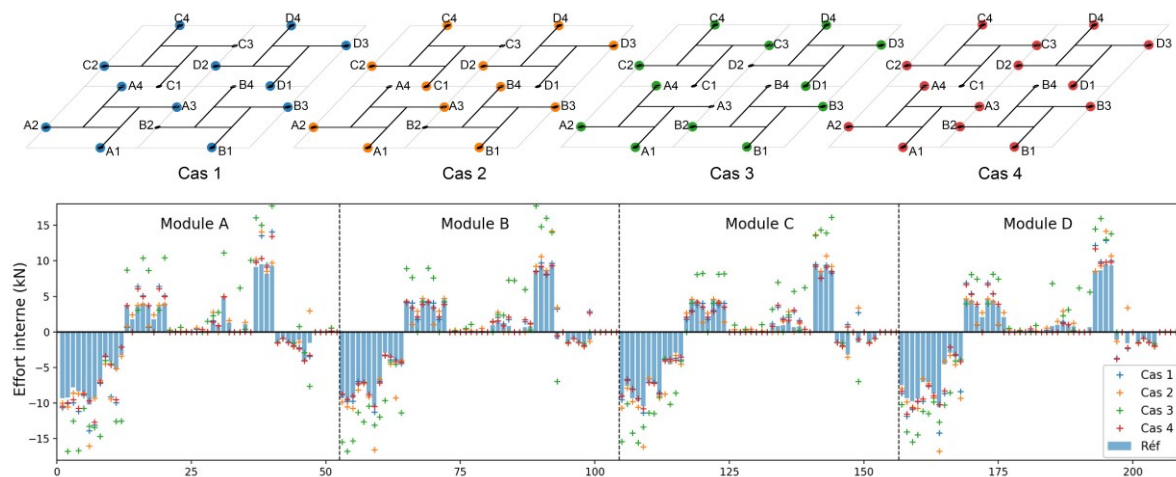 C4 D4 C4 D4 C4 D4 C4 D4
C3 D3 C3 D3 C3 D3 C3 D3
C2 D2 C2 D2 C2 D2 C2 D2
A4 C1 B4 D1 A4 C1 B4 D1 A4 C1 B4 D1 A4 C1 B4 D1
A3 B3 A3 B3 A3 B3 A3 B3
A2 B2 A2 B2 A2 B2 A2 B2
A1 B1 A1 B1 A1 B1 A1 B1
Cas 1 Cas 2 Cas 3 Cas 4
Module A Module B Module C Module D
Effort interne (kN)
15
10
5
0
−5
−10
−15
Cas 1
Cas 2
Cas 3
Cas 4
Réf
0 25 50 75 100 125 150 175 200